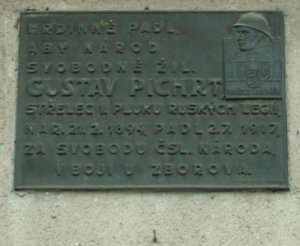 HRDINNĚ PADL,
ABY NÁROD
SVOBODNĚ ŽIL.
GUSTAV PICHRT
STŘELEC 1. PLUKU RUSKÝCH LEGIÍ,
NAR. 21.2. 1894, PADL 2.7. 1917,
ZA SVOBODU ČSL. NÁRODA,
V BOJI U ZBOROVA.